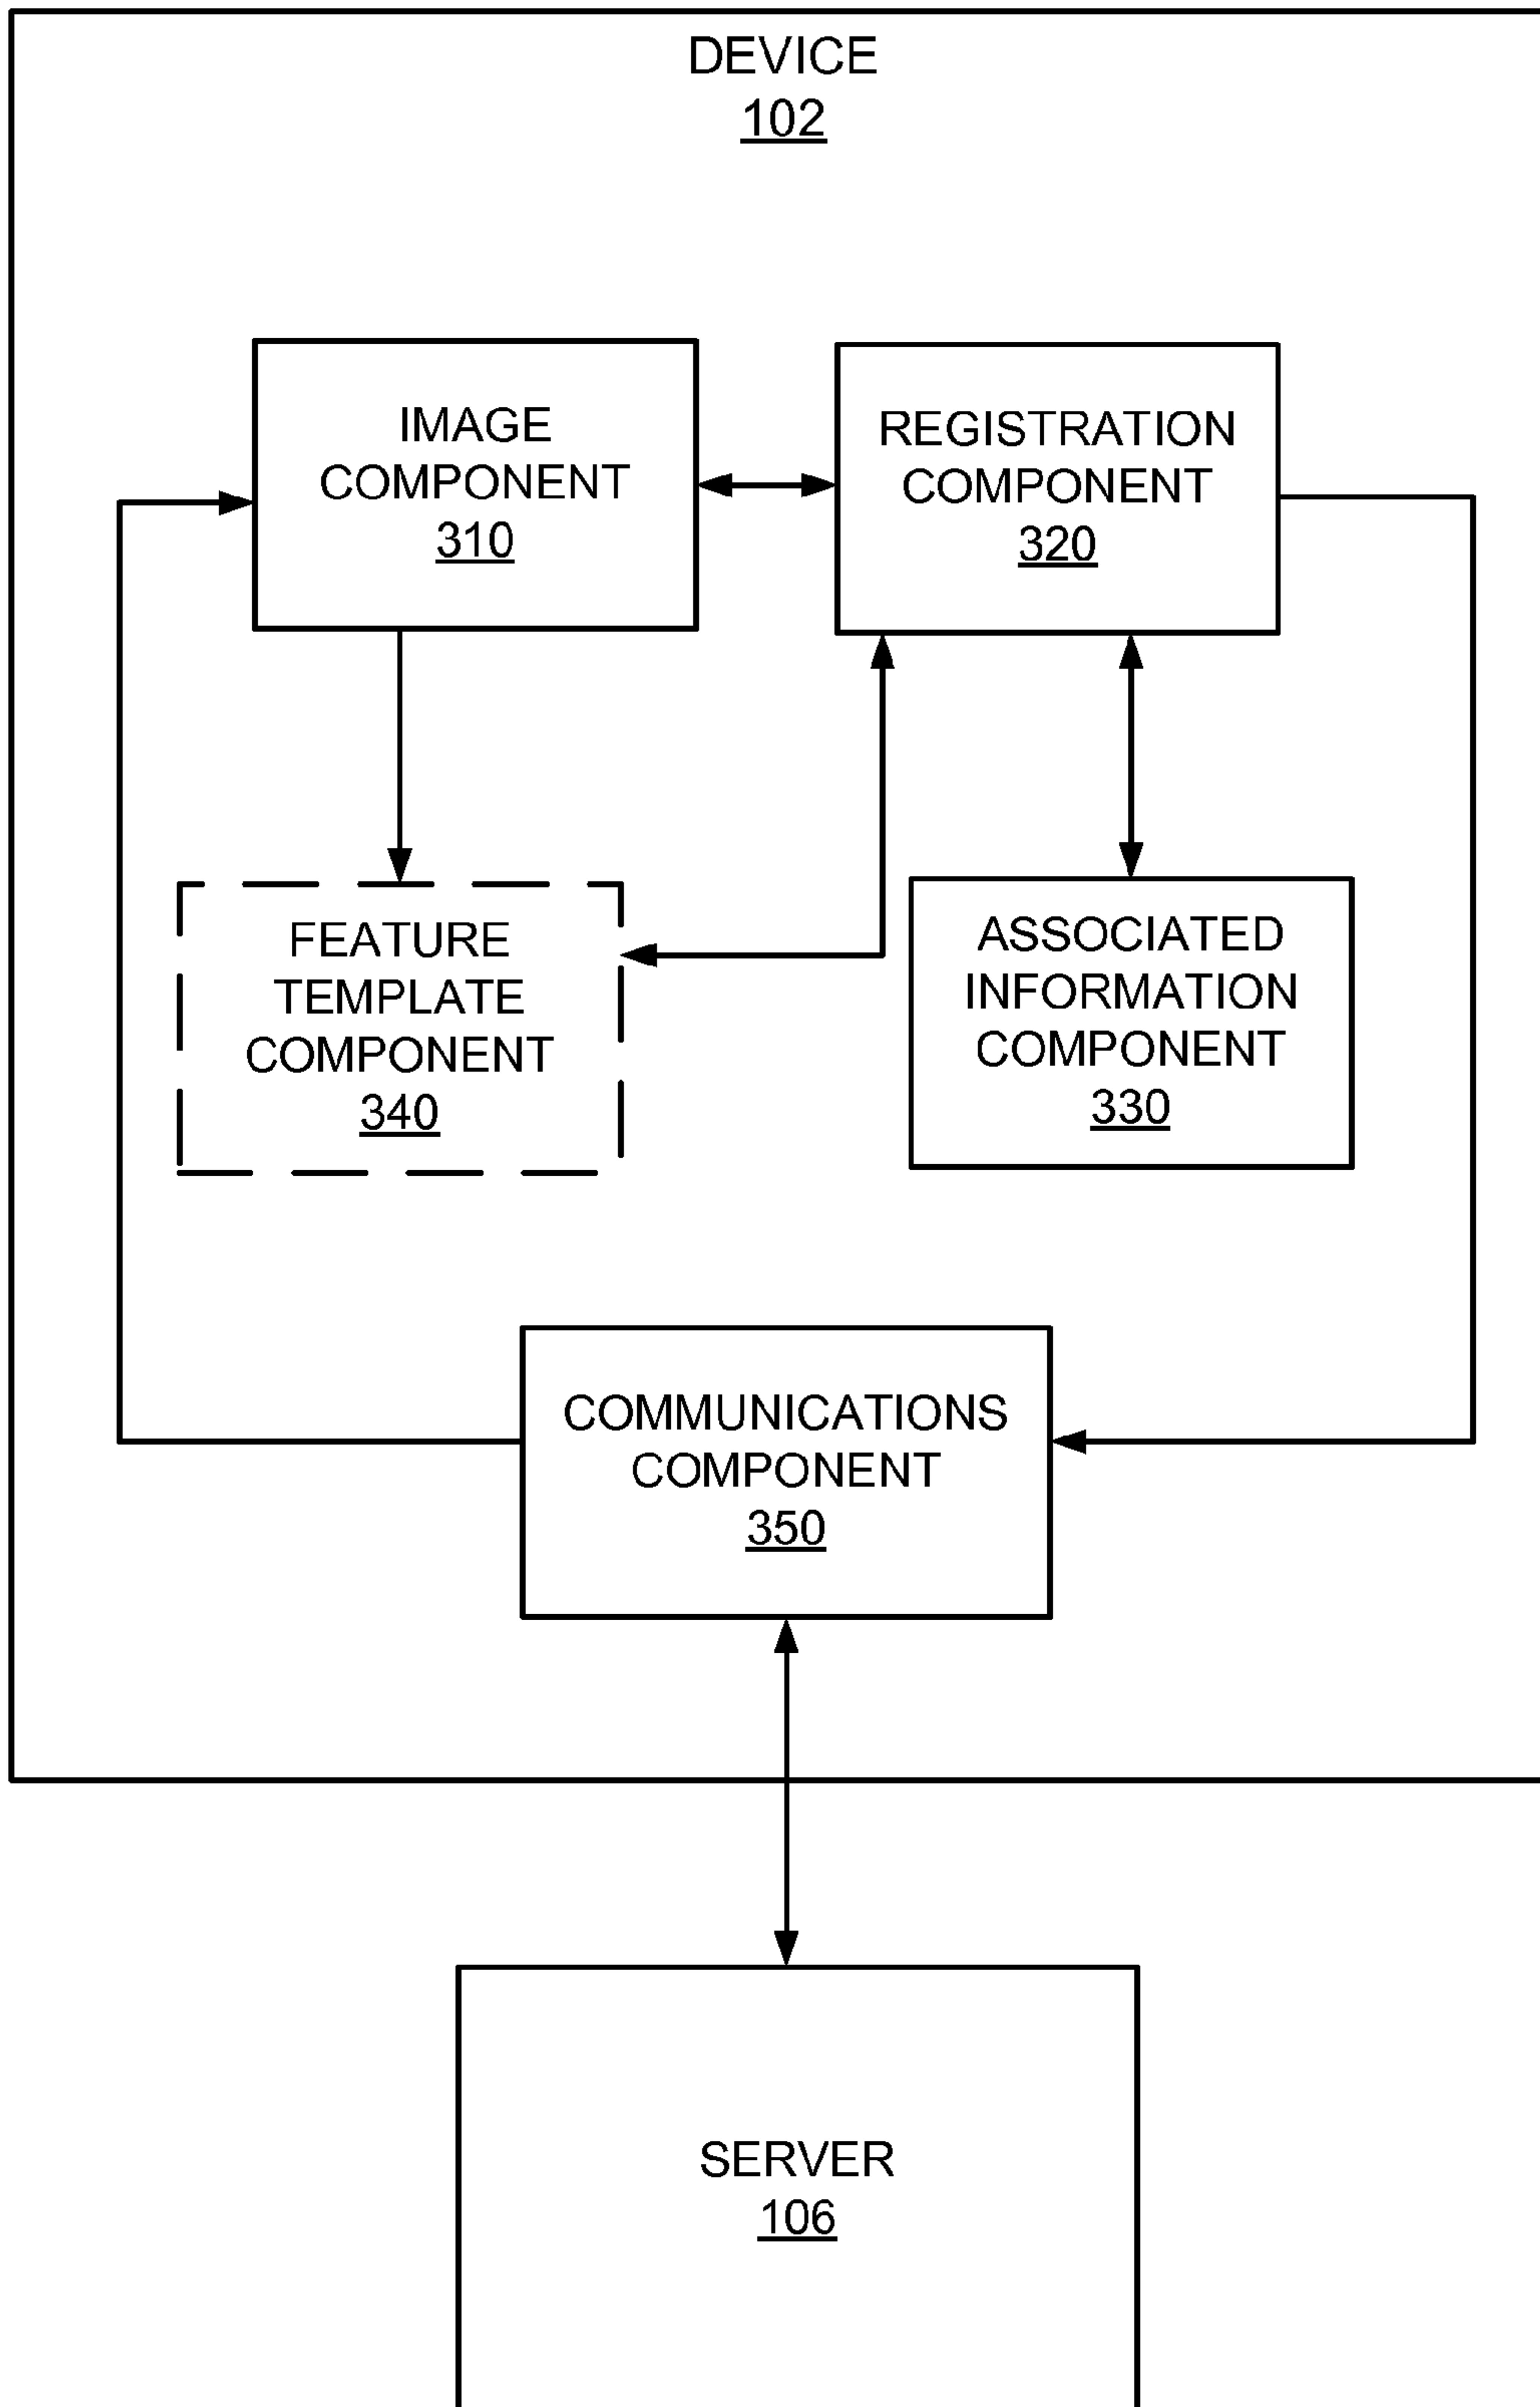 DEVICE
102
IMAGE
COMPONENT
310
REGISTRATION
COMPONENT
320
FEATURE
TEMPLATE
COMPONENT
340
ASSOCIATED
INFORMATION
COMPONENT
330
COMMUNICATIONS
COMPONENT
350
SERVER
106